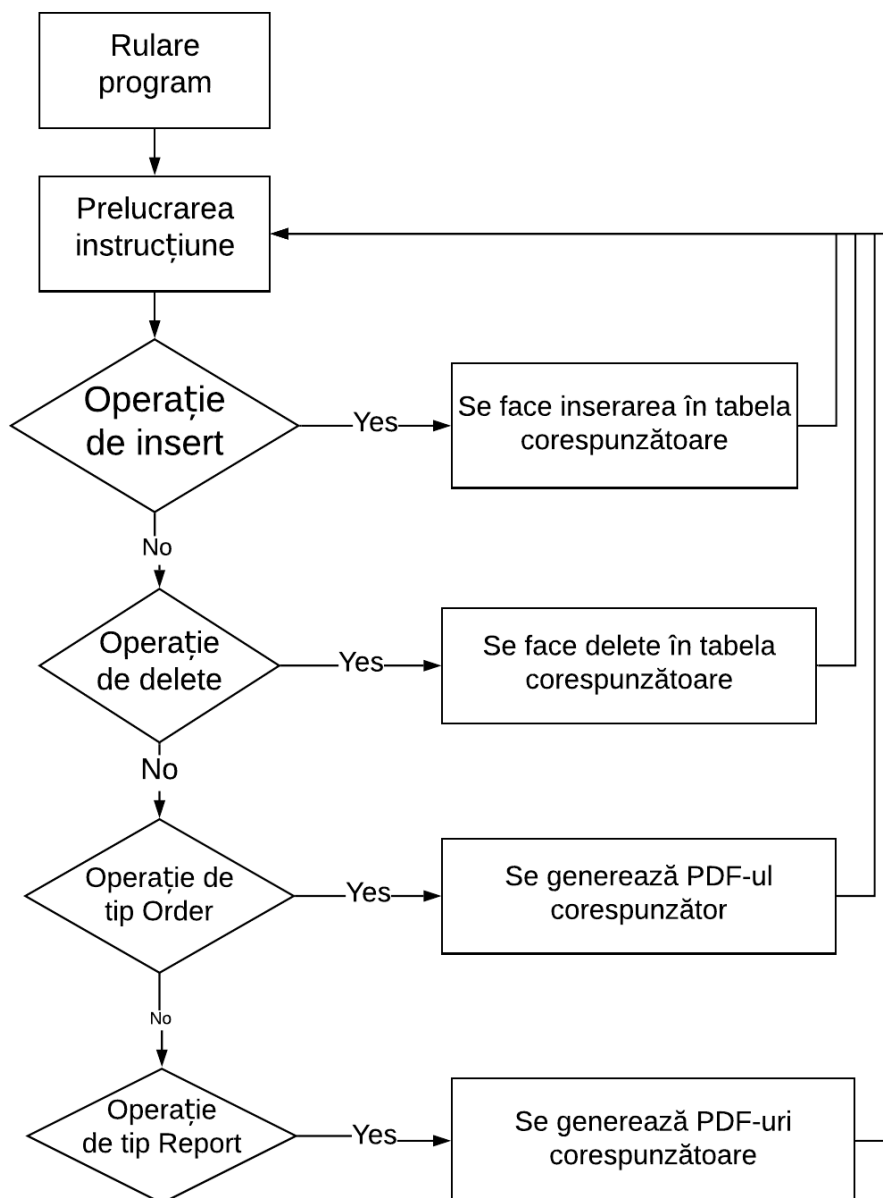 Rulare
program
Prelucrarea
instrucțiune
Operație
de insert
Yes
Se face inserarea în tabela
corespunzătoare
No
Operație
de delete
Yes
Se face delete în tabela
corespunzătoare
No
Operație de
tip Order
Yes
Se generează PDF-ul
corespunzător
No
Operație
de tip Report
Yes
Se generează PDF-uri
corespunzătoare